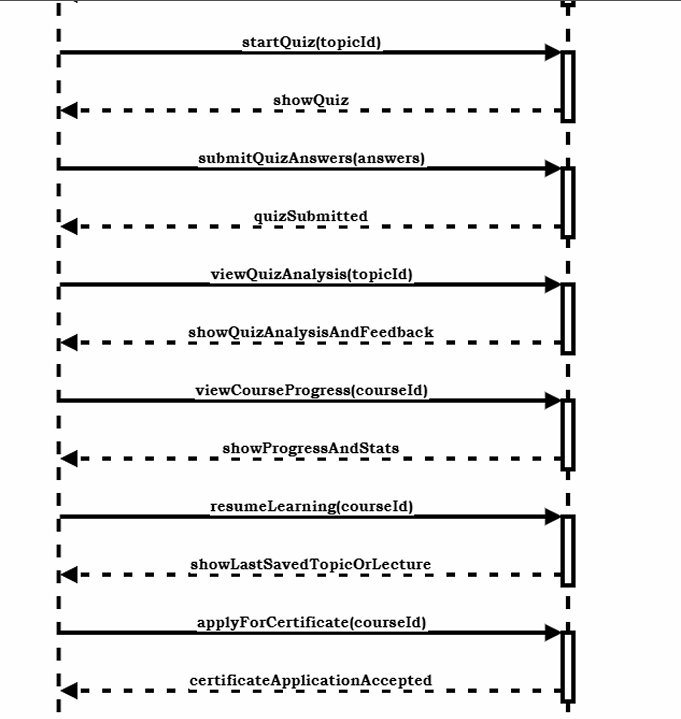 startQuiz(topicId)
showQuiz
submitQuizAnswers(answers)
quizSubmitted
viewQuizAnalysis(topicId)
showQuizAnalysisAndFeedback
viewCourseProgress(courseId)
showProgressAndStats
resumeLearning(courseId)
showLastSavedTopicOrLecture
applyForCertificate(courseId)
certificateApplicationAccepted